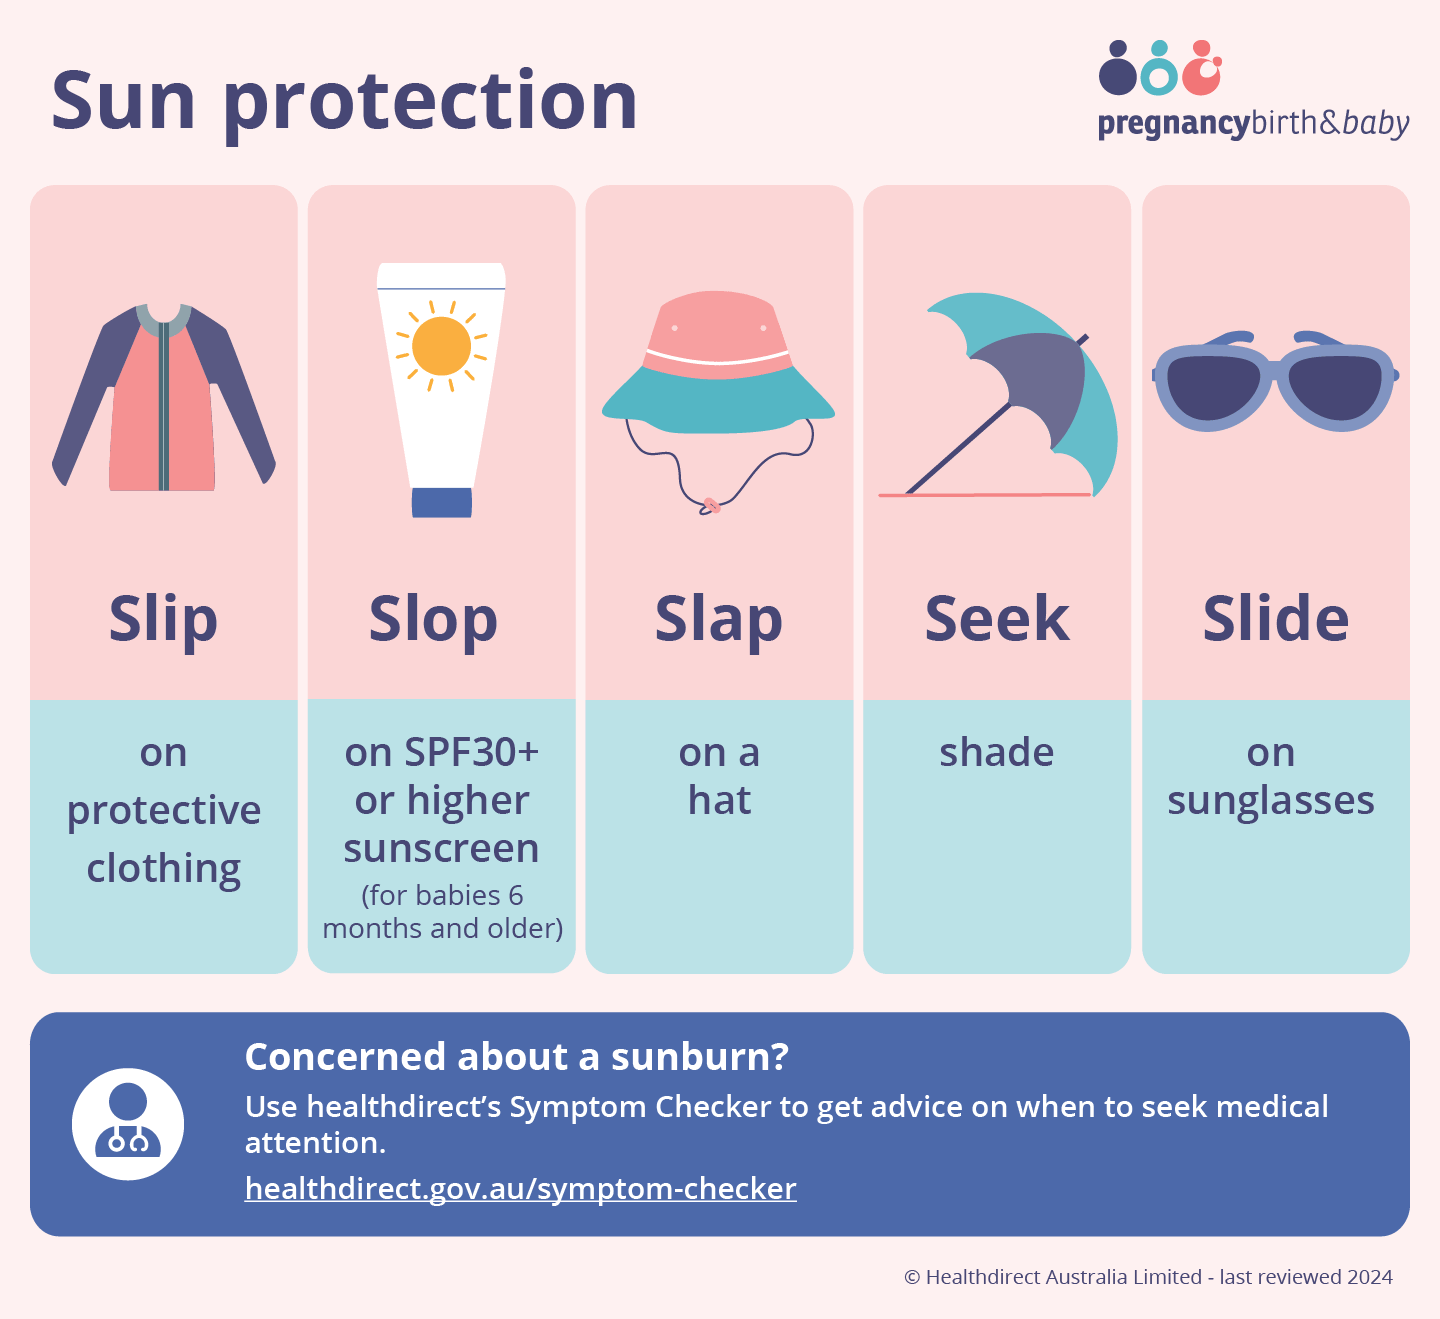 Sun protection
pregnancybirth&baby
Slip
on
protective
clothing
Slop
on SPF30+
or higher
sunscreen
(for babies 6
months and older)
Slap
on a
hat
Seek
shade
Slide
on
sunglasses
Concerned about a sunburn?
Use healthdirect’s Symptom Checker to get advice on when to seek medical
attention.
healthdirect.gov.au/symptom-checker
© Healthdirect Australia Limited - last reviewed 2024